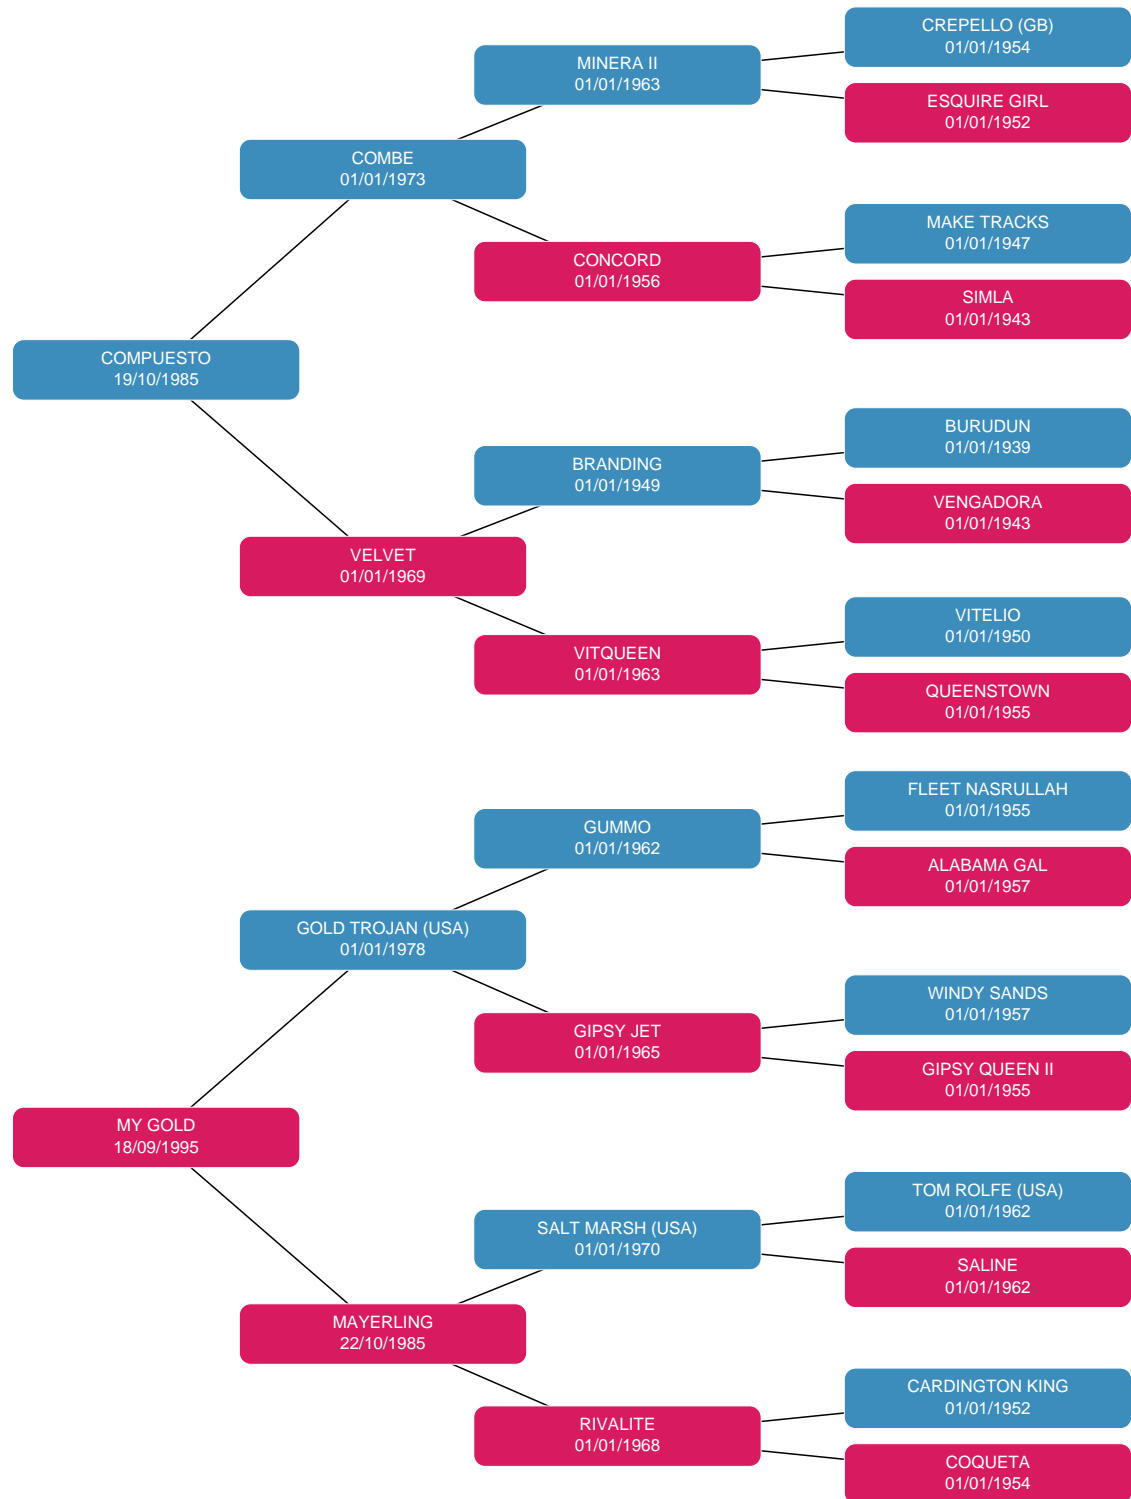 CREPELLO (GB)
01/01/1954
MINERA II
01/01/1963
ESQUIRE GIRL
01/01/1952
COMBE
01/01/1973
MAKE TRACKS
01/01/1947
CONCORD
01/01/1956
SIMLA
01/01/1943
COMPUESTO
19/10/1985
BURUDUN
01/01/1939
BRANDING
01/01/1949
VENGADORA
01/01/1943
VELVET
01/01/1969
VITELIO
01/01/1950
VITQUEEN
01/01/1963
QUEENSTOWN
01/01/1955
FLEET NASRULLAH
01/01/1955
GUMMO
01/01/1962
ALABAMA GAL
01/01/1957
GOLD TROJAN (USA)
01/01/1978
WINDY SANDS
01/01/1957
GIPSY JET
01/01/1965
GIPSY QUEEN II
01/01/1955
MY GOLD
18/09/1995
TOM ROLFE (USA)
01/01/1962
SALT MARSH (USA)
01/01/1970
SALINE
01/01/1962
MAYERLING
22/10/1985
CARDINGTON KING
01/01/1952
RIVALITE
01/01/1968
COQUETA
01/01/1954